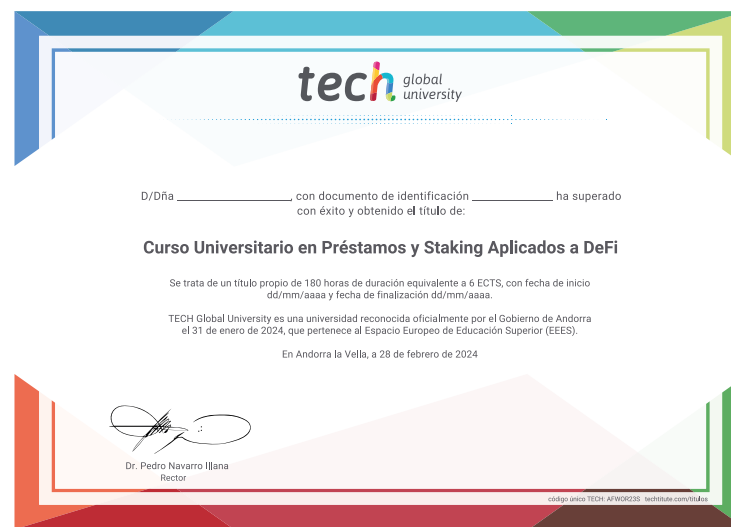 tech global university
D/Dña ____________, con documento de identificación ____________ ha superado
con éxito y obtenido el título de:
Curso Universitario en Préstamos y Staking Aplicados a DeFi
Se trata de un título propio de 180 horas de duración equivalente a 6 ECTS, con fecha de inicio
dd/mm/aaaa y fecha de finalización dd/mm/aaaa.
TECH Global University es una universidad reconocida oficialmente por el Gobierno de Andorra
el 31 de enero de 2024, que pertenece al Espacio Europeo de Educación Superior (EEES).
En Andorra la Vella, a 28 de febrero de 2024
Dr. Pedro Navarro Illana
Rector
código único TECH: AFWOR23S techtitute.com/titulos